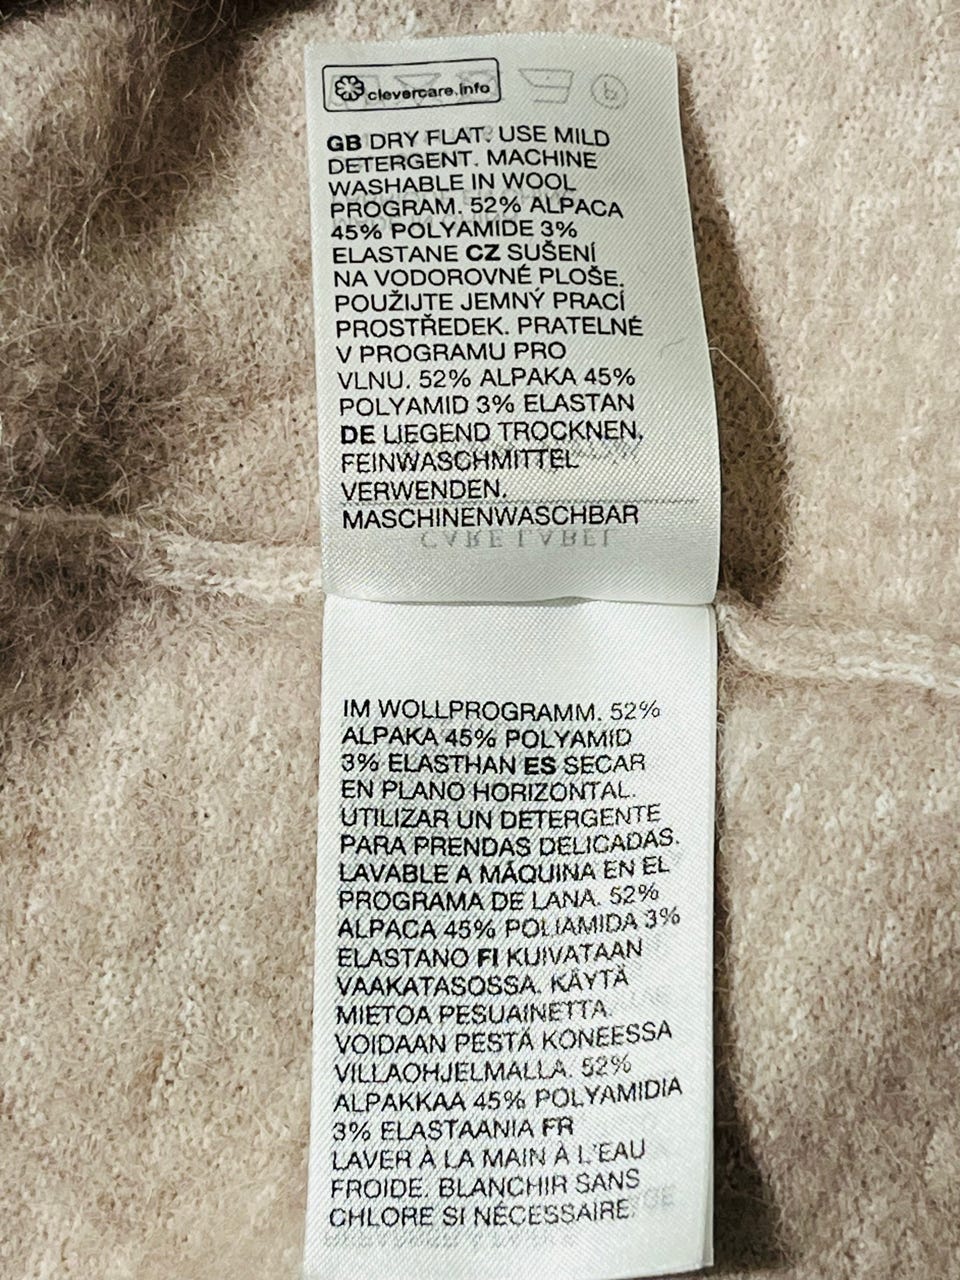 clevercare.info
GB DRY FLAT. USE MILD
DETERGENT. MACHINE
WASHABLE IN WOOL
PROGRAM. 52% ALPACA
45% POLYAMIDE 3%
ELASTANE CZ SUŠENÍ
NA VODOROVNÉ PLOŠE.
POUŽIJTE JEMNÝ PRACÍ
PROSTŘEDEK. PRATELNÉ
V PROGRAMU PRO
VLNU. 52% ALPAKA 45%
POLYAMID 3% ELASTAN
DE LIEGEND TROCKNEN,
FEINWASCHMITTEL
VERWENDEN.
MASCHINENWASCHBAR
CARE LABEL
IM WOLLPROGRAMM. 52%
ALPAKA 45% POLYAMID
3% ELASTHAN ES SECAR
EN PLANO HORIZONTAL.
UTILIZAR UN DETERGENTE
PARA PRENDAS DELICADAS.
LAVABLE A MÁQUINA EN EL
PROGRAMA DE LANA. 52%
ALPACA 45% POLIAMIDA 3%
ELASTANO FI KUIVATAAN
VAAKATASOSSA. KÄYTÄ
MIETOA PESUAINETTA.
VOIDAAN PESTÄ KONEESSA
VILLAOHJELMALLA. 52%
ALPAKKAA 45% POLYAMIDIA
3% ELASTAANIA FR
LAVER À LA MAIN À L'EAU
FROIDE. BLANCHIR SANS
CHLORE SI NÉCESSAIRE.